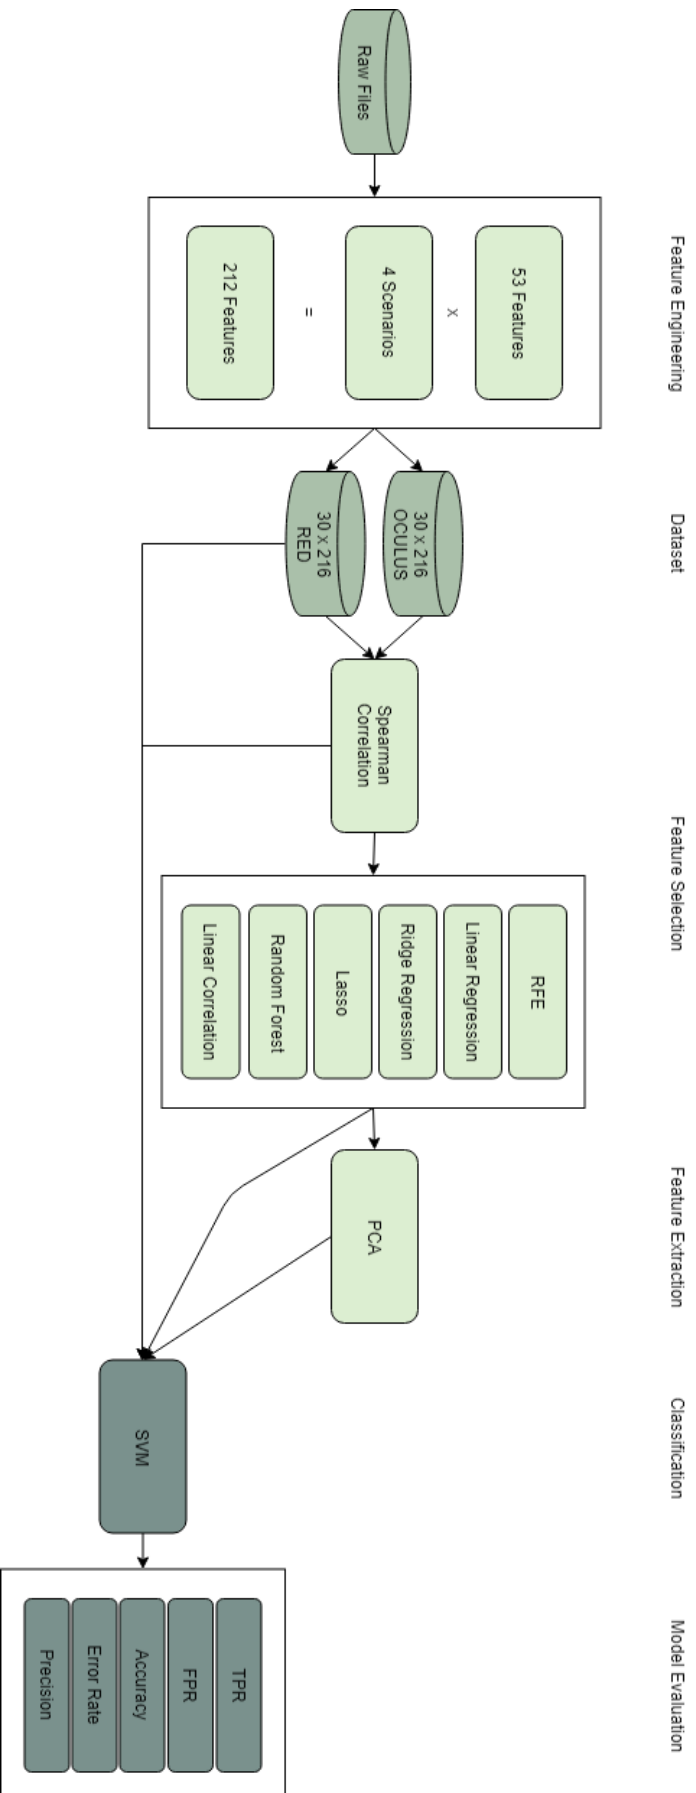 Feature Engineering
Dataset
Feature Selection
Feature Extraction
Classification
Model Evaluation
Raw Files
53 Features
x
4 Scenarios
=
212 Features
30 x 216
OCULUS
30 x 216
RED
Spearman
Correlation
RFE
Linear Regression
Ridge Regression
Lasso
Random Forest
Linear Correlation
PCA
SVM
TPR
FPR
Accuracy
Error Rate
Precision